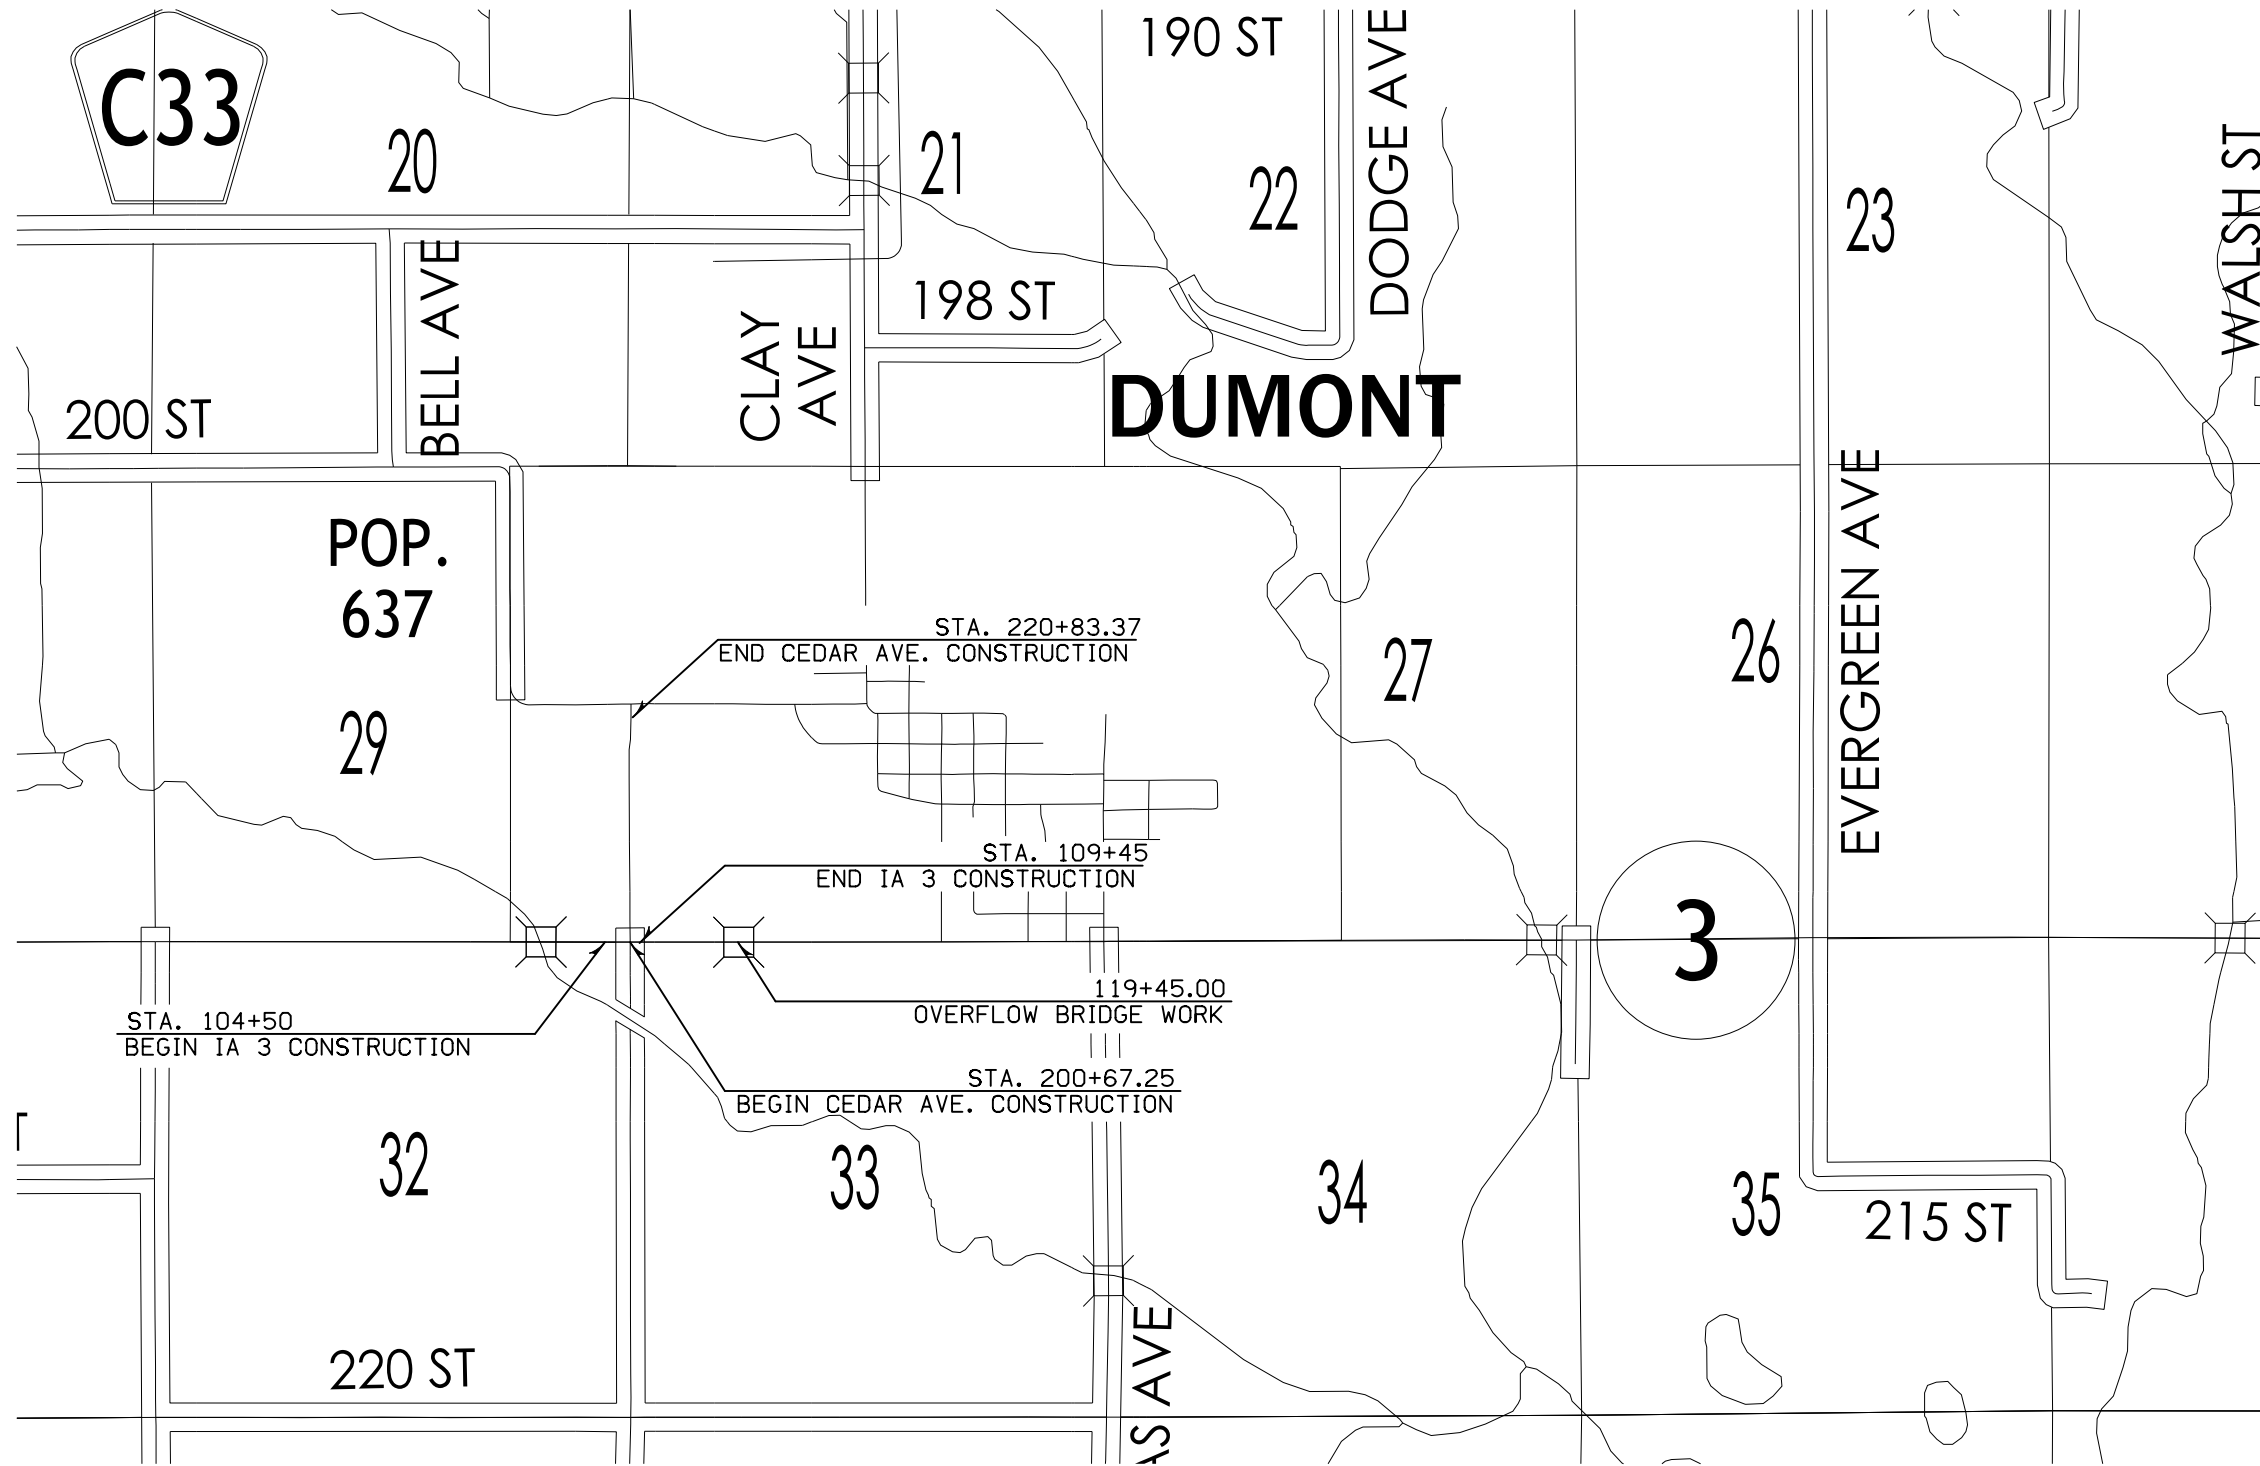 190 ST
DODGE AVE
C33
20
21
22
23
WALSH ST
BELL AVE
198 ST
CLAY
AVE
200 ST
DUMONT
EVERGREEN AVE
POP.
637
STA. 220+83.37
END CEDAR AVE. CONSTRUCTION
27
26
29
STA. 109+45
END IA 3 CONSTRUCTION
3
119+45.00
OVERFLOW BRIDGE WORK
STA. 104+50
BEGIN IA 3 CONSTRUCTION
STA. 200+67.25
BEGIN CEDAR AVE. CONSTRUCTION
32
33
34
35
215 ST
220 ST
AS AVE